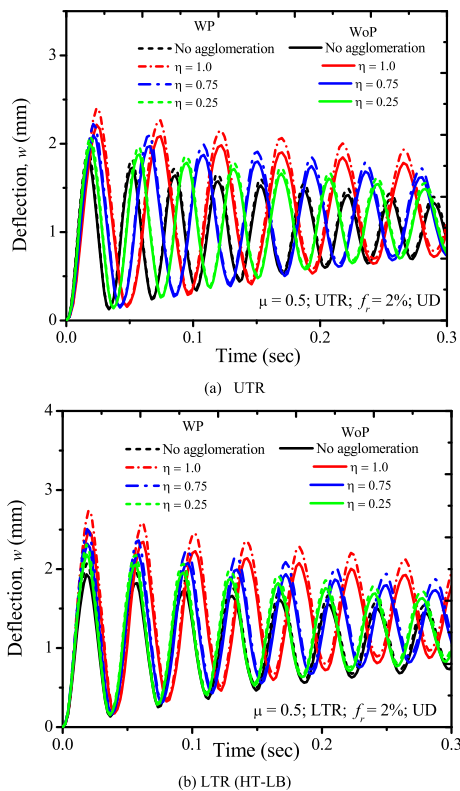 3
2
1
0
0.0
0.1
0.2
0.3
Deflection, w (mm)
Time (sec)
WP
WoP
No agglomeration
No agglomeration
η = 1.0
η = 1.0
η = 0.75
η = 0.75
η = 0.25
η = 0.25
μ = 0.5; UTR; fr = 2%; UD
(a) UTR
4
3
2
1
0
0.0
0.1
0.2
0.3
Deflection, w (mm)
Time (sec)
WP
WoP
No agglomeration
No agglomeration
η = 1.0
η = 1.0
η = 0.75
η = 0.75
η = 0.25
η = 0.25
μ = 0.5; LTR; fr = 2%; UD
(b) LTR (HT-LB)